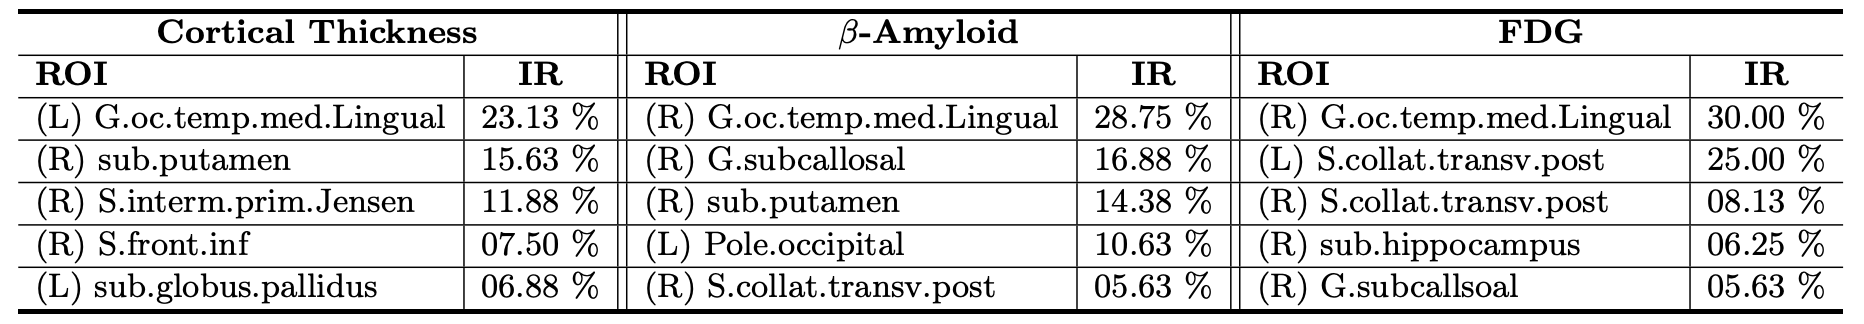 Cortical Thickness β-Amyloid FDG
ROI IR ROI IR ROI IR
(L) G.oc.temp.med.Lingual 23.13 % (R) G.oc.temp.med.Lingual 28.75 % (R) G.oc.temp.med.Lingual 30.00 %
(R) sub.putamen 15.63 % (R) G.subcallosal 16.88 % (L) S.collat.transv.post 25.00 %
(R) S.interm.prim.Jensen 11.88 % (R) sub.putamen 14.38 % (R) S.collat.transv.post 08.13 %
(R) S.front.inf 07.50 % (L) Pole.occipital 10.63 % (R) sub.hippocampus 06.25 %
(L) sub.globus.pallidus 06.88 % (R) S.collat.transv.post 05.63 % (R) G.subcallsoal 05.63 %